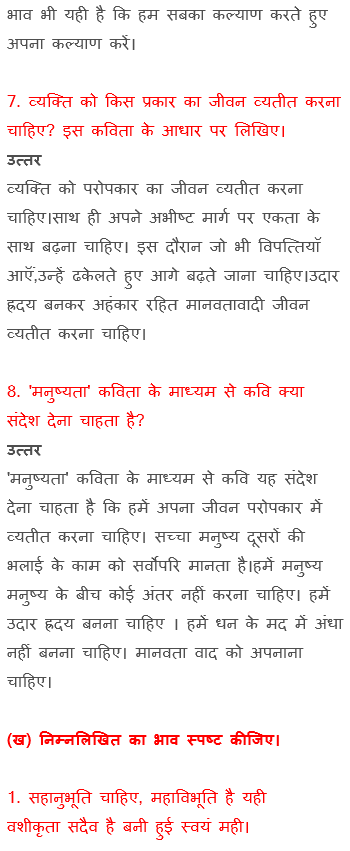 भाव भी यही है कि हम सबका कल्याण करते हुए
अपना कल्याण करें।
7. व्यक्ति को किस प्रकार का जीवन व्यतीत करना
चाहिए? इस कविता के आधार पर लिखिए।
उत्तर
व्यक्ति को परोपकार का जीवन व्यतीत करना
चाहिए।साथ ही अपने अभीष्ट मार्ग पर एकता के
साथ बढ़ना चाहिए। इस दौरान जो भी विपत्तियाँ
आएँ,उन्हें ढकेलते हुए आगे बढ़ते जाना चाहिए।उदार
ह्रदय बनकर अहंकार रहित मानवतावादी जीवन
व्यतीत करना चाहिए।
8. 'मनुष्यता' कविता के माध्यम से कवि क्या
संदेश देना चाहता है?
उत्तर
'मनुष्यता' कविता के माध्यम से कवि यह संदेश
देना चाहता है कि हमें अपना जीवन परोपकार में
व्यतीत करना चाहिए। सच्चा मनुष्य दूसरों की
भलाई के काम को सर्वोपरि मानता है।हमें मनुष्य
मनुष्य के बीच कोई अंतर नहीं करना चाहिए। हमें
उदार ह्रदय बनना चाहिए । हमें धन के मद में अंधा
नहीं बनना चाहिए। मानवता वाद को अपनाना
चाहिए।
(ख) निम्नलिखित का भाव स्पष्ट कीजिए।
1. सहानुभूति चाहिए, महाविभूति है यही
वशीकृता सदैव है बनी हुई स्वयं मही।